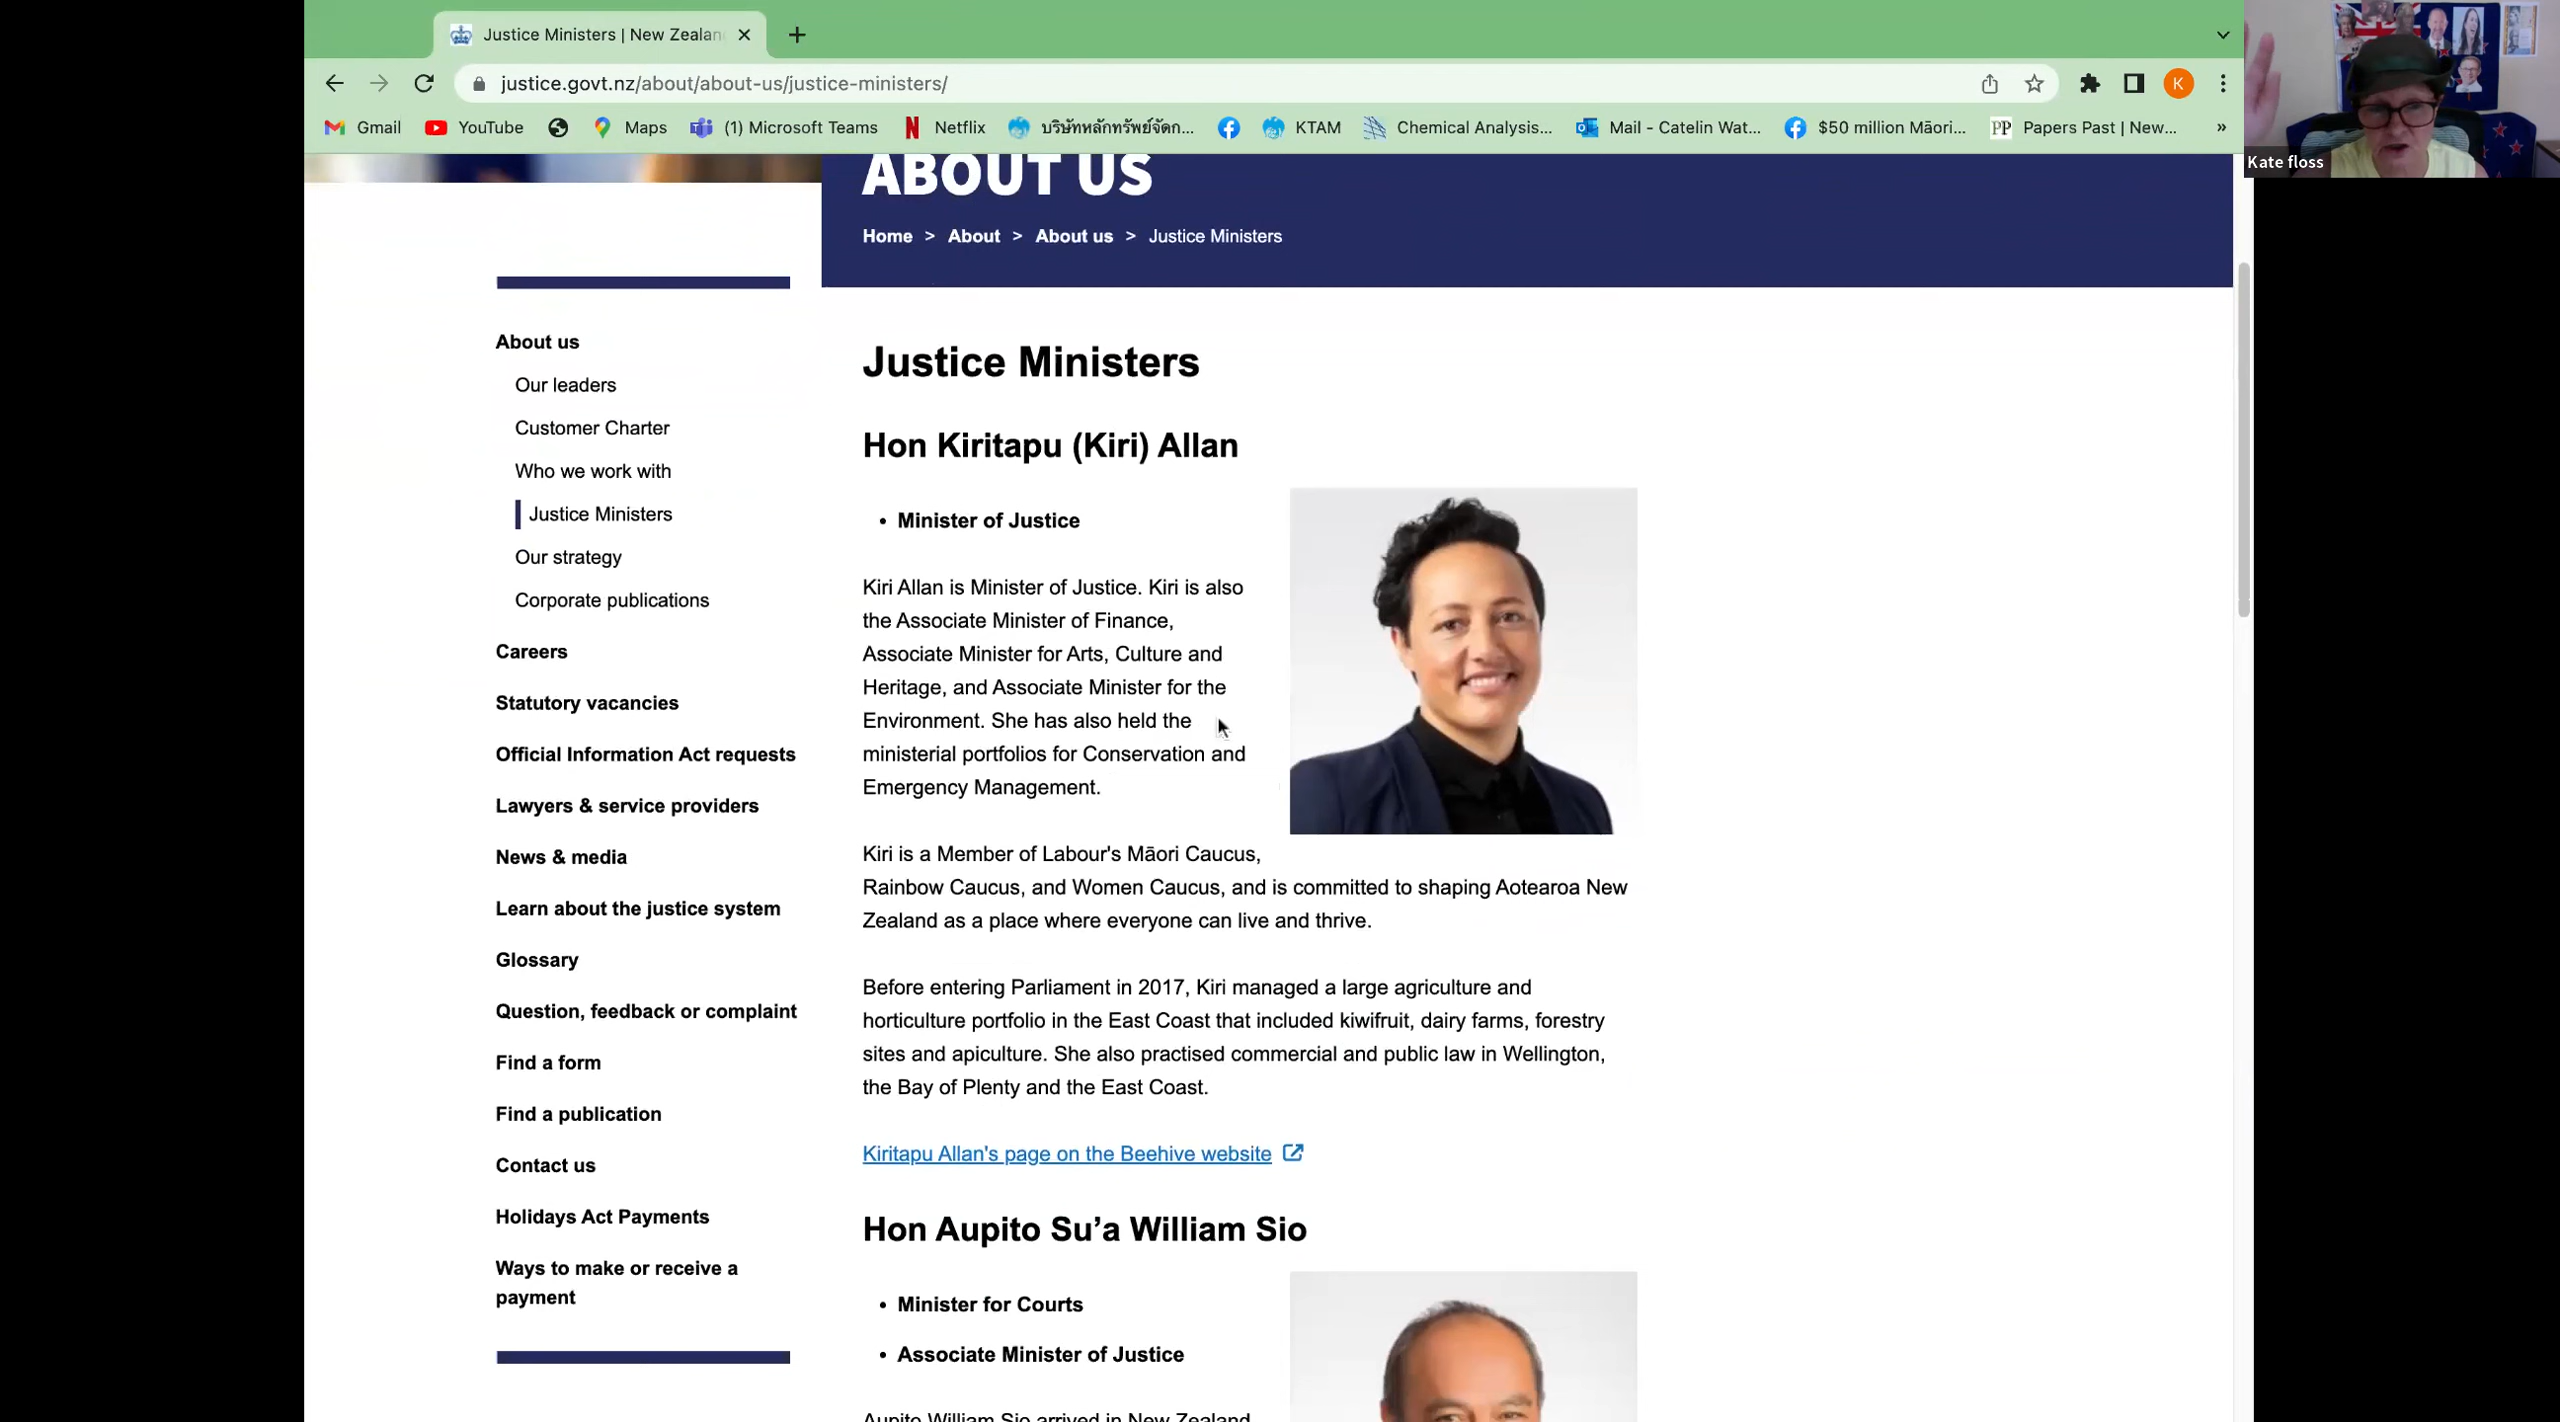 Justice Ministers | New Zealan
justice.govt.nz/about/about-us/justice-ministers/
K
Gmail
YouTube
Maps
(1) Microsoft Teams
Netflix
บริษัทหลักทรัพย์จัดก...
KTAM
Chemical Analysis...
Mail - Catelin Wat...
$50 million Māori...
PP Papers Past | New...
»
Kate floss
ABOUT US
Home > About > About us > Justice Ministers
About us
Our leaders
Customer Charter
Who we work with
Justice Ministers
Our strategy
Corporate publications
Careers
Statutory vacancies
Official Information Act requests
Lawyers & service providers
News & media
Learn about the justice system
Glossary
Question, feedback or complaint
Find a form
Find a publication
Contact us
Holidays Act Payments
Ways to make or receive a
payment
Justice Ministers
Hon Kiritapu (Kiri) Allan
• Minister of Justice
Kiri Allan is Minister of Justice. Kiri is also
the Associate Minister of Finance,
Associate Minister for Arts, Culture and
Heritage, and Associate Minister for the
Environment. She has also held the
ministerial portfolios for Conservation and
Emergency Management.
Kiri is a Member of Labour's Māori Caucus,
Rainbow Caucus, and Women Caucus, and is committed to shaping Aotearoa New
Zealand as a place where everyone can live and thrive.
Before entering Parliament in 2017, Kiri managed a large agriculture and
horticulture portfolio in the East Coast that included kiwifruit, dairy farms, forestry
sites and apiculture. She also practised commercial and public law in Wellington,
the Bay of Plenty and the East Coast.
Kiritapu Allan's page on the Beehive website
Hon Aupito Su’a William Sio
• Minister for Courts
• Associate Minister of Justice
Aupito William Sio arrived in New Zealand